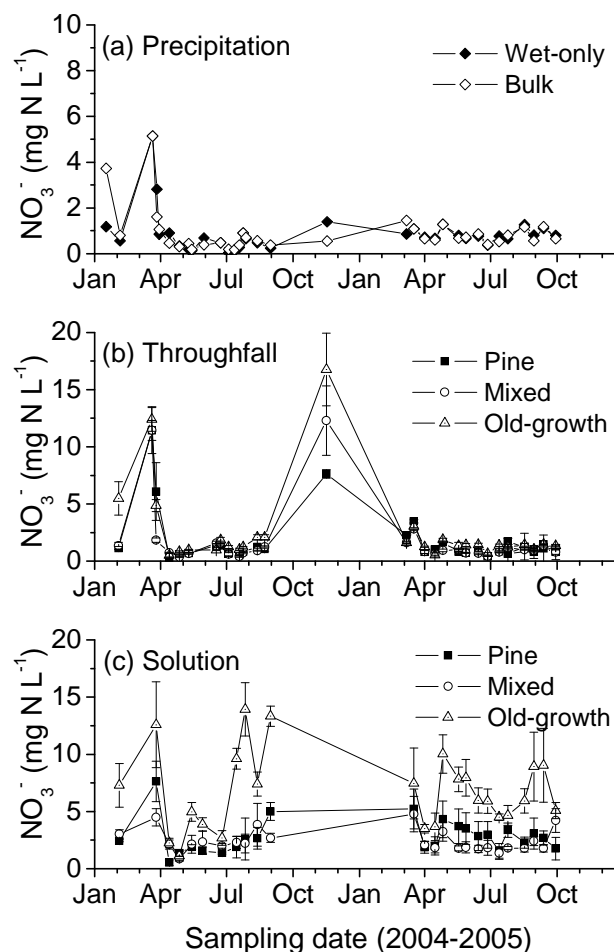 (a) Precipitation
Wet-only
Bulk
NO₃⁻ (mg N L⁻¹)
10
8
6
4
2
0
Jan Apr Jul Oct Jan Apr Jul Oct
(b) Throughfall
Pine
Mixed
Old-growth
NO₃⁻ (mg N L⁻¹)
20
15
10
5
0
Jan Apr Jul Oct Jan Apr Jul Oct
(c) Solution
Pine
Mixed
Old-growth
NO₃⁻ (mg N L⁻¹)
20
15
10
5
0
Jan Apr Jul Oct Jan Apr Jul Oct
Sampling date (2004-2005)